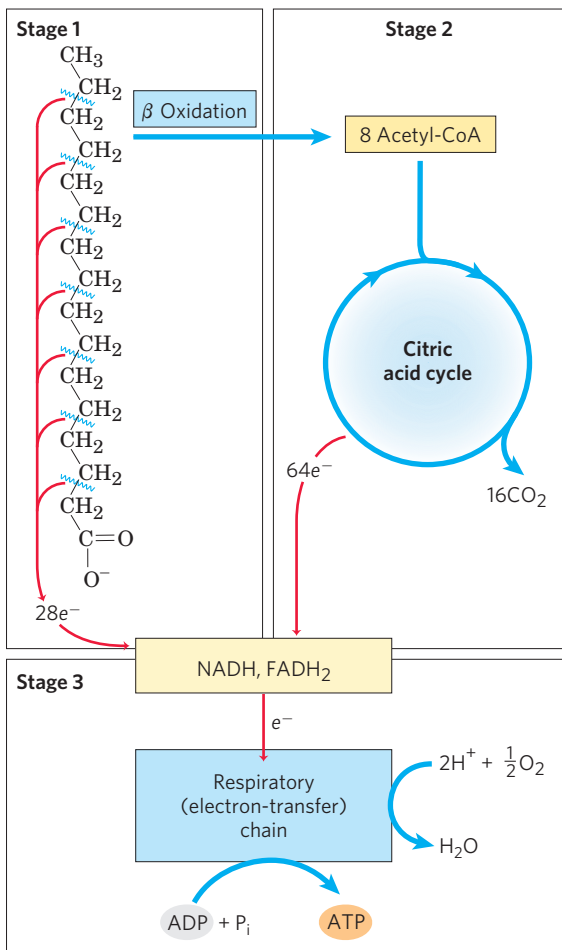 Stage 1
CH₃
CH₂
CH₂
CH₂
CH₂
CH₂
CH₂
CH₂
CH₂
CH₂
CH₂
CH₂
CH₂
CH₂
CH₂
C=O
O⁻
28e⁻
β Oxidation
Stage 2
8 Acetyl-CoA
Citric
acid cycle
64e⁻
16CO₂
NADH, FADH₂
Stage 3
e⁻
Respiratory
(electron-transfer)
chain
2H⁺ + ½O₂
H₂O
ADP + Pᵢ
ATP